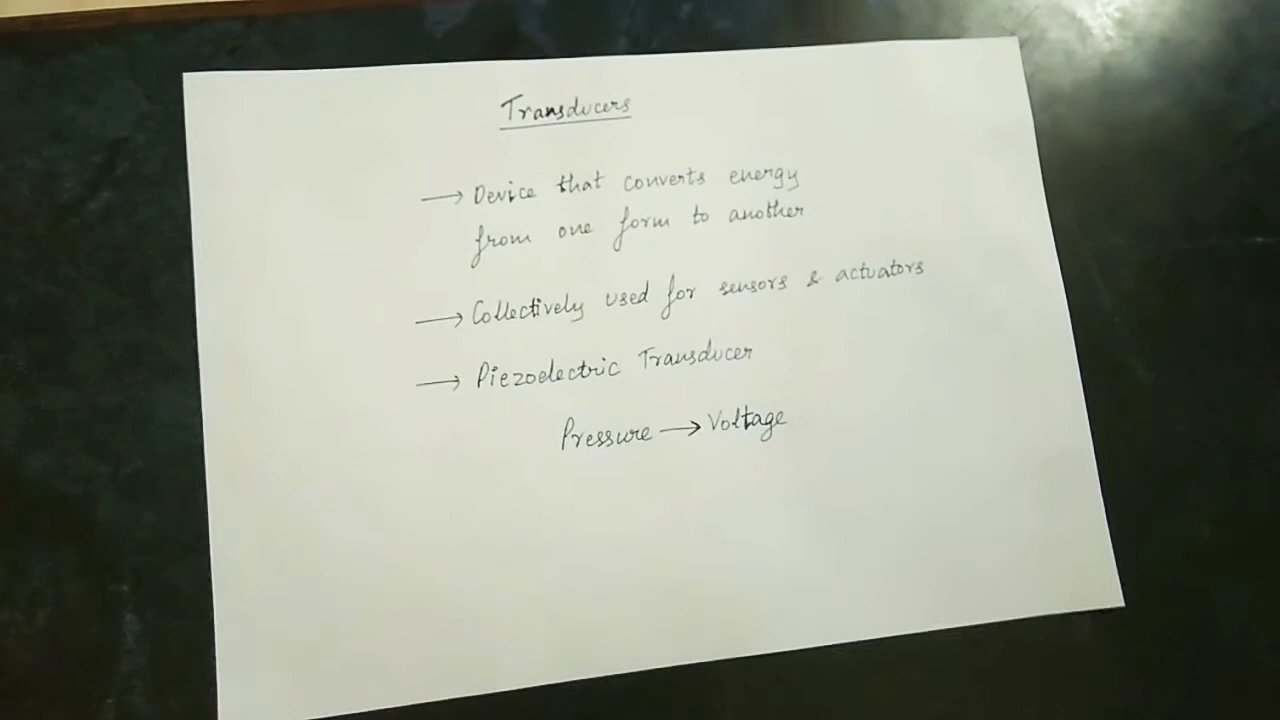 Transducers
→ Device that converts energy
from one form to another
→ Collectively used for sensors & actuators
→ Piezoelectric Transducer
Pressure → Voltage